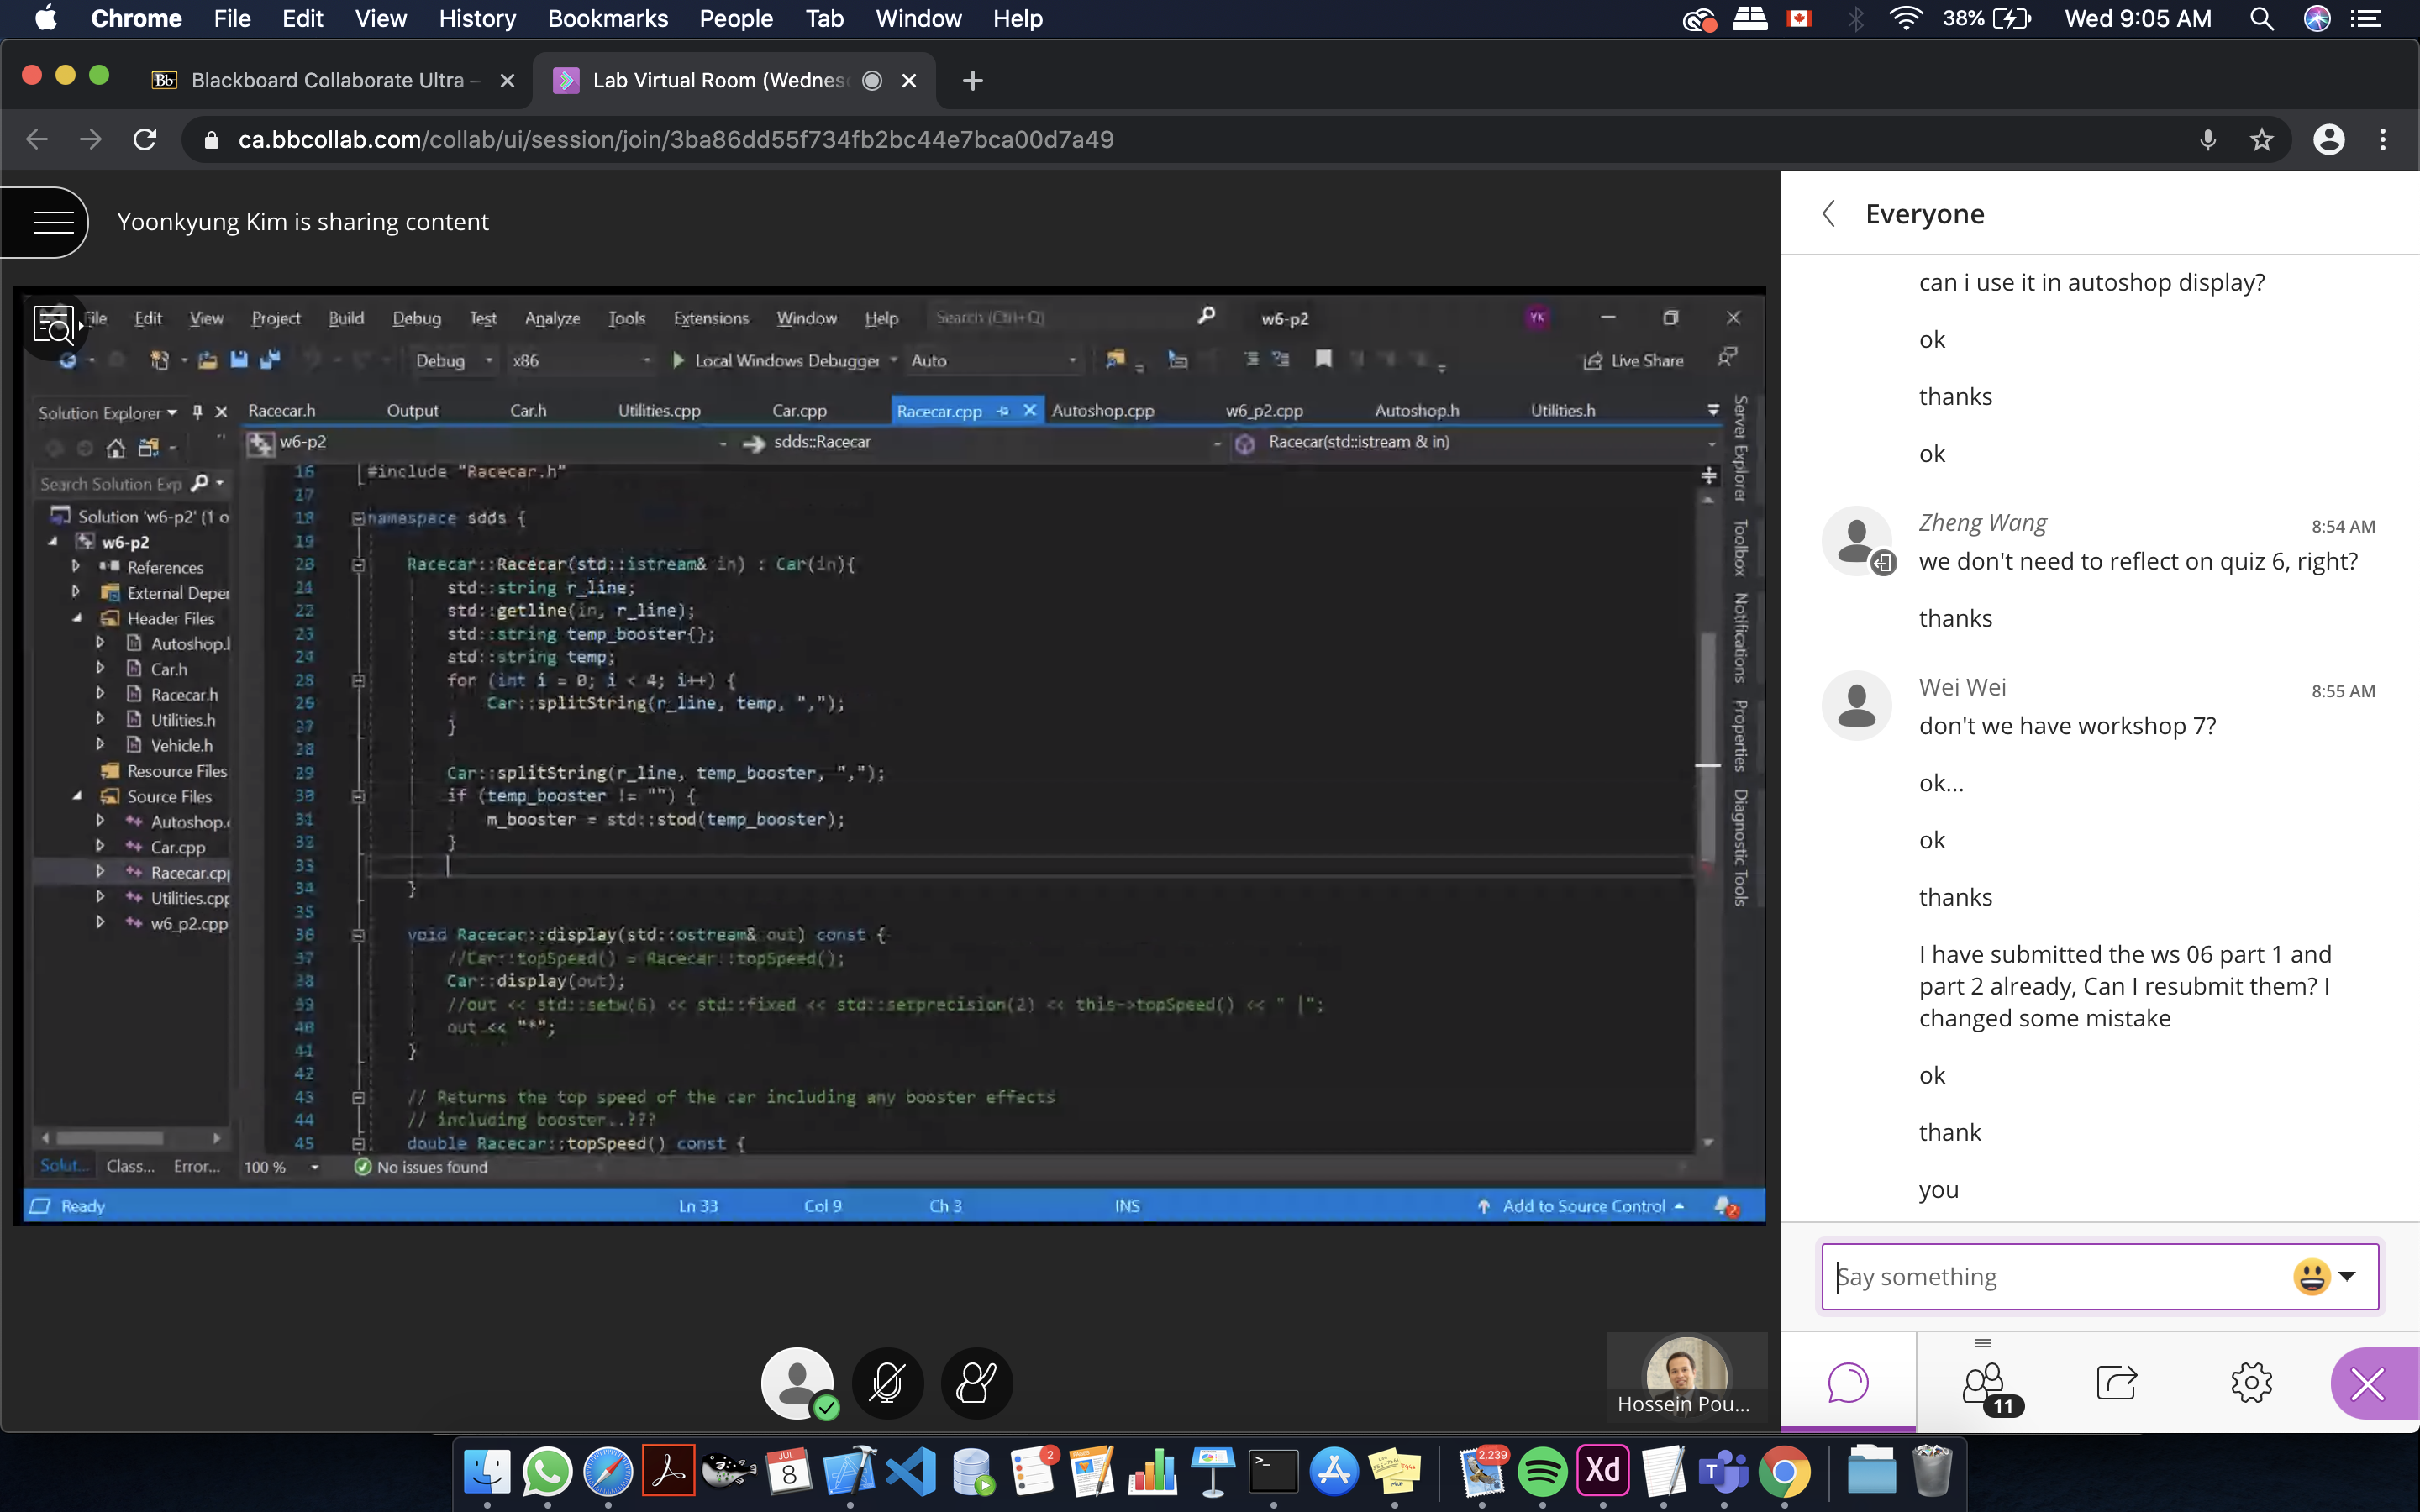 Chrome File Edit View History Bookmarks People Tab Window Help 38% Wed 9:05 AM
Bb Blackboard Collaborate Ultra – Lab Virtual Room (Wednes
ca.bbcollab.com/collab/ui/session/join/3ba86dd55f734fb2bc44e7bca00d7a49
Yoonkyung Kim is sharing content
File Edit View Project Build Debug Test Analyze Tools Extensions Window Help Search (Ctrl+Q) w6-p2 YK
Debug x86 Local Windows Debugger Auto Live Share
Solution Explorer Racecar.h Output Car.h Utilities.cpp Car.cpp Racecar.cpp Autoshop.cpp w6_p2.cpp Autoshop.h Utilities.h
w6-p2 sdds::Racecar Racecar(std::istream & in)
Search Solution Exp
Solution 'w6-p2' (1 o
w6-p2
References
External Deper
Header Files
Autoshop.l
Car.h
Racecar.h
Utilities.h
Vehicle.h
Resource Files
Source Files
Autoshop.
Car.cpp
Racecar.cp
Utilities.cpp
w6_p2.cpp
Solut... Class... Error...
16 #include "Racecar.h"
17
18 namespace sdds {
19
20 Racecar::Racecar(std::istream& in) : Car(in){
21 std::string r_line;
22 std::getline(in, r_line);
23 std::string temp_booster{};
24 std::string temp;
28 for (int i = 0; i < 4; i++) {
26 Car::splitString(r_line, temp, ",");
27 }
28
29 Car::splitString(r_line, temp_booster, ",");
30 if (temp_booster != "") {
31 m_booster = std::stod(temp_booster);
32 }
33
34 }
35
36 void Racecar::display(std::ostream& out) const {
37 //Car::topSpeed() = Racecar::topSpeed();
38 Car::display(out);
39 //out << std::setw(6) << std::fixed << std::setprecision(2) << this->topSpeed() << " |";
40 out << "*";
41 }
42
43 // Returns the top speed of the car including any booster effects
44 // including booster..???
45 double Racecar::topSpeed() const {
100 % No issues found
Server Explorer
Toolbox
Notifications
Properties
Diagnostic Tools
Ready Ln 33 Col 9 Ch 3 INS Add to Source Control 2
Hossein Pou...
Everyone
can i use it in autoshop display?
ok
thanks
ok
Zheng Wang 8:54 AM
we don't need to reflect on quiz 6, right?
thanks
Wei Wei 8:55 AM
don't we have workshop 7?
ok...
ok
thanks
I have submitted the ws 06 part 1 and
part 2 already, Can I resubmit them? I
changed some mistake
ok
thank
you
Say something
11
JUL
8
2
2,239
Xd
T